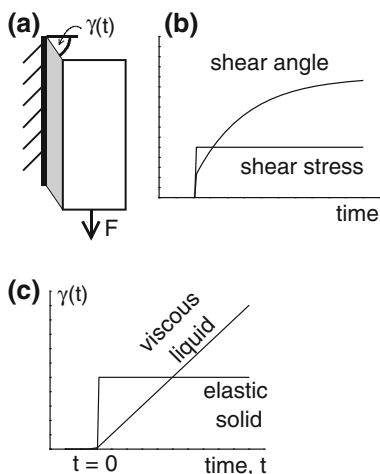 (a)
γ(t)
F
(b)
shear angle
shear stress
time
(c)
γ(t)
viscous
liquid
elastic
solid
t = 0
time, t